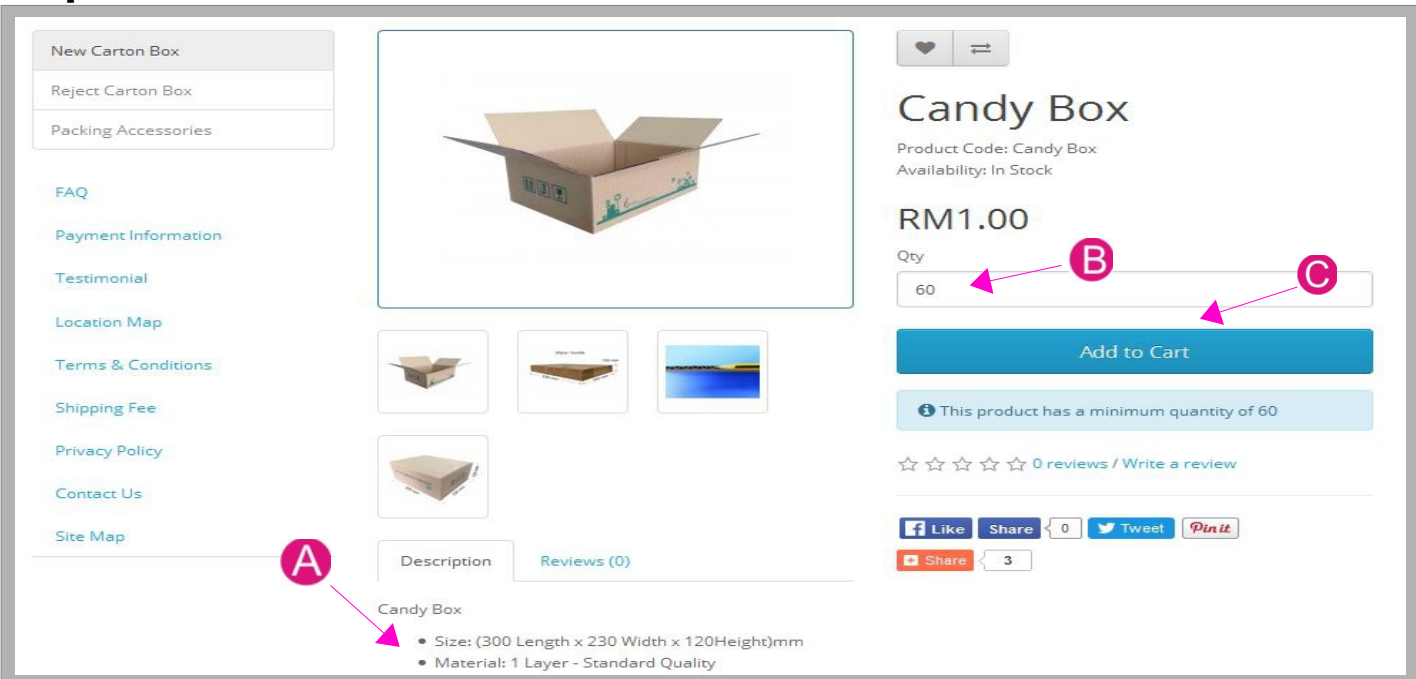 New Carton Box
Reject Carton Box
Packing Accessories
FAQ
Payment Information
Testimonial
Location Map
Terms & Conditions
Shipping Fee
Privacy Policy
Contact Us
Site Map
A
Description
Reviews (0)
Candy Box
Size: (300 Length x 230 Width x 120Height)mm
Material: 1 Layer - Standard Quality
Candy Box
Product Code: Candy Box
Availability: In Stock
RM1.00
Qty
B
C
60
Add to Cart
This product has a minimum quantity of 60
0 reviews / Write a review
Like Share 0 Tweet Pin it
Share 3